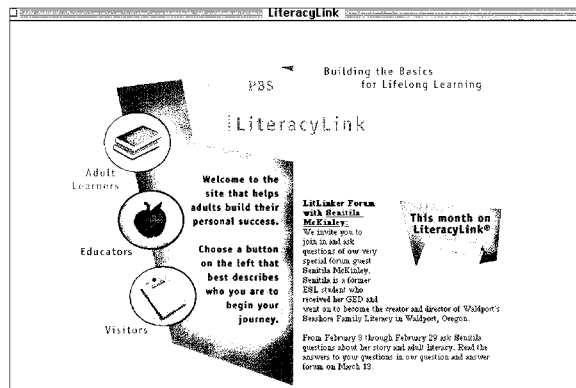 LiteracyLink
PBS
Building the Basics
for Lifelong Learning
LiteracyLink
Adult
Learners
Educators
Visitors
Welcome to the
site that helps
adults build their
personal success.
Choose a button
on the left that
best describes
who you are to
begin your
journey.
LitLinker Forum
with Senitila
McKinley:
We invite you to
join in and ask
questions of our very
special forum guest
Senitila McKinley.
Senitila is a former
ESL student who
received her GED and
went on to become the creator and director of Waldport's
Seashore Family Literacy in Waldport, Oregon.
From February 8 through February 29 ask Senitila
questions about her story and adult literacy. Read the
answers to your questions in our question and answer
forum on March 13.
This month on
LiteracyLink®